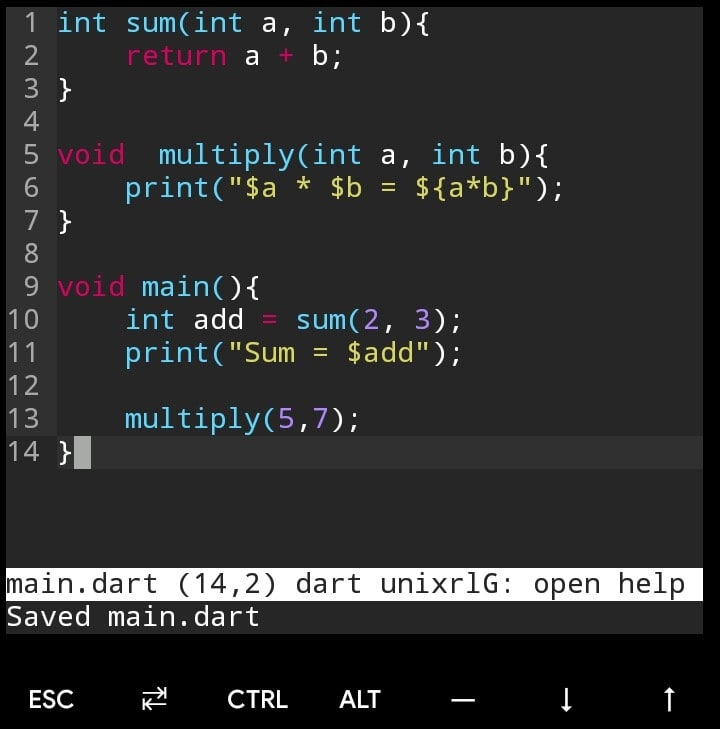 1 int sum(int a, int b){
2     return a + b;
3 }
4
5 void  multiply(int a, int b){
6     print("$a * $b = ${a*b}");
7 }
8
9 void main(){
10     int add = sum(2, 3);
11     print("Sum = $add");
12
13     multiply(5,7);
14 }
main.dart (14,2) dart unixrlG: open help
Saved main.dart
ESC ⇄ CTRL ALT — ↓ ↑